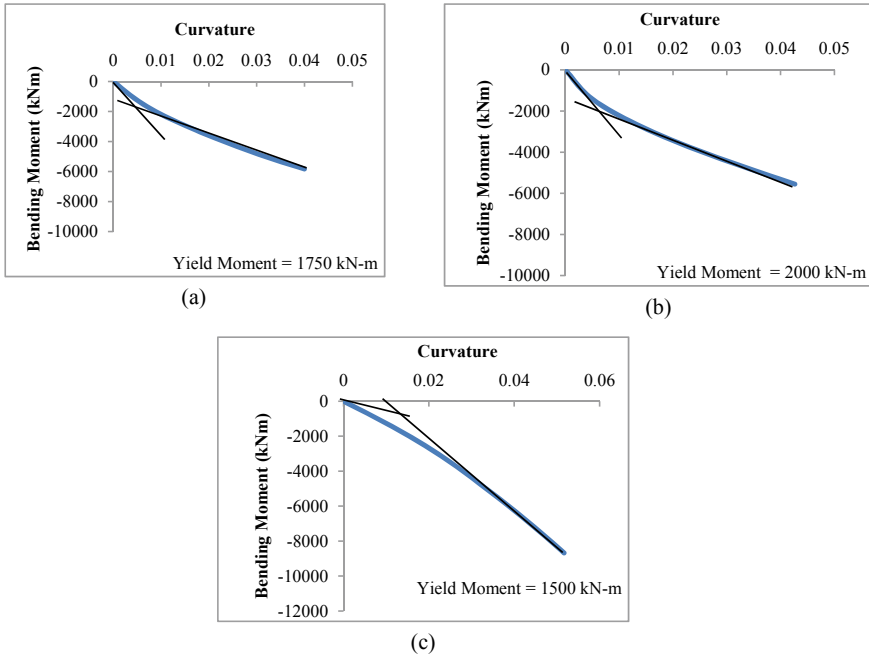 Curvature
0 0.01 0.02 0.03 0.04 0.05
0
-2000
-4000
-6000
-8000
-10000
Bending Moment (kNm)
Yield Moment = 1750 kN-m
(a)
Curvature
0 0.01 0.02 0.03 0.04 0.05
0
-2000
-4000
-6000
-8000
-10000
Bending Moment (kNm)
Yield Moment = 2000 kN-m
(b)
Curvature
0 0.02 0.04 0.06
0
-2000
-4000
-6000
-8000
-10000
-12000
Bending Moment (kNm)
Yield Moment = 1500 kN-m
(c)